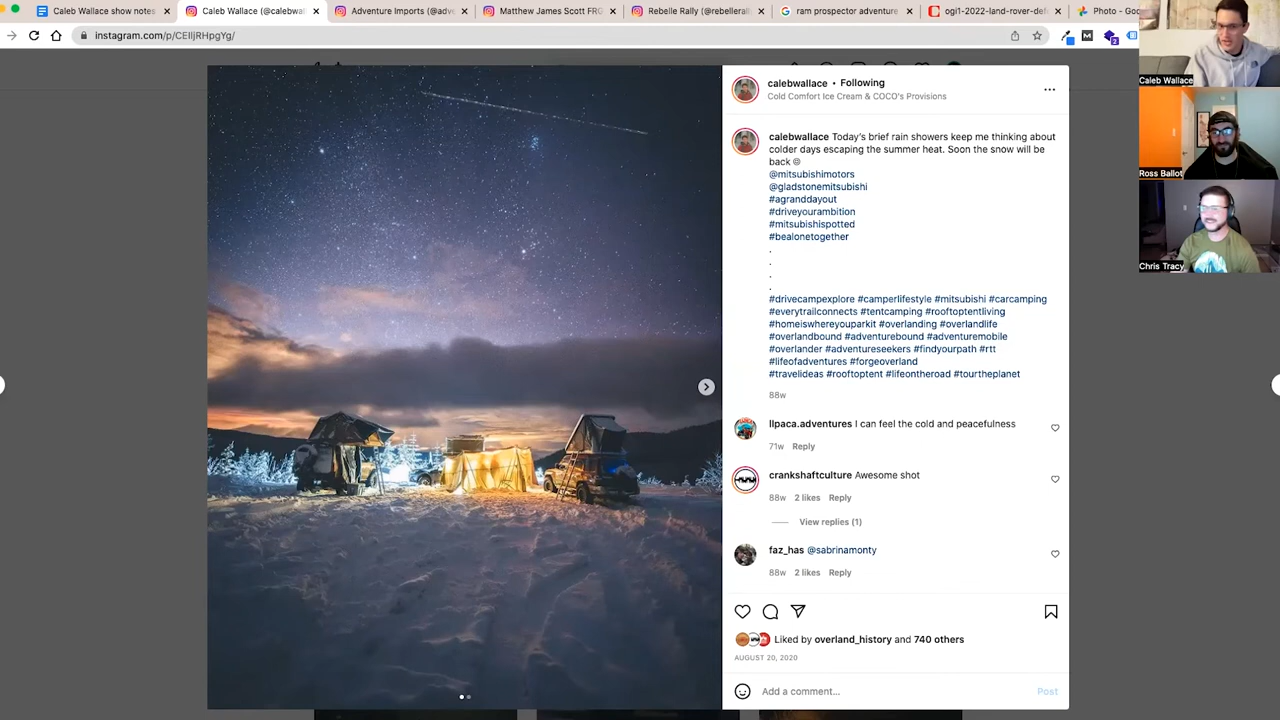 Caleb Wallace show notes
Caleb Wallace (@calebwal
Adventure Imports (@adv
Matthew James Scott FRG
Rebelle Rally (@rebellera
ram prospector adventure
ogi1-2022-land-rover-def
Photo - Goo
instagram.com/p/CEIljRHpgYg/
2
Caleb Wallace
Ross Ballot
Chris Tracy
calebwallace • Following
Cold Comfort Ice Cream & COCO's Provisions
calebwallace Today's brief rain showers keep me thinking about
colder days escaping the summer heat. Soon the snow will be
back
@mitsubishimotors
@gladstonemitsubishi
#agranddayout
#driveyourambition
#mitsubishispotted
#bealonetogether
.
.
.
.
#drivecampexplore #camperlifestyle #mitsubishi #carcamping
#everytrailconnects #tentcamping #rooftoptentliving
#homeiswhereyouparkit #overlanding #overlandlife
#overlandbound #adventurebound #adventuremobile
#overlander #adventureseekers #findyourpath #rtt
#lifeofadventures #forgeoverland
#travelideas #rooftoptent #lifeontheroad #tourtheplanet
88w
llpaca.adventures I can feel the cold and peacefulness
71w Reply
crankshaftculture Awesome shot
88w 2 likes Reply
View replies (1)
faz_has @sabrinamonty
88w 2 likes Reply
Liked by overland_history and 740 others
AUGUST 20, 2020
Add a comment...
Post